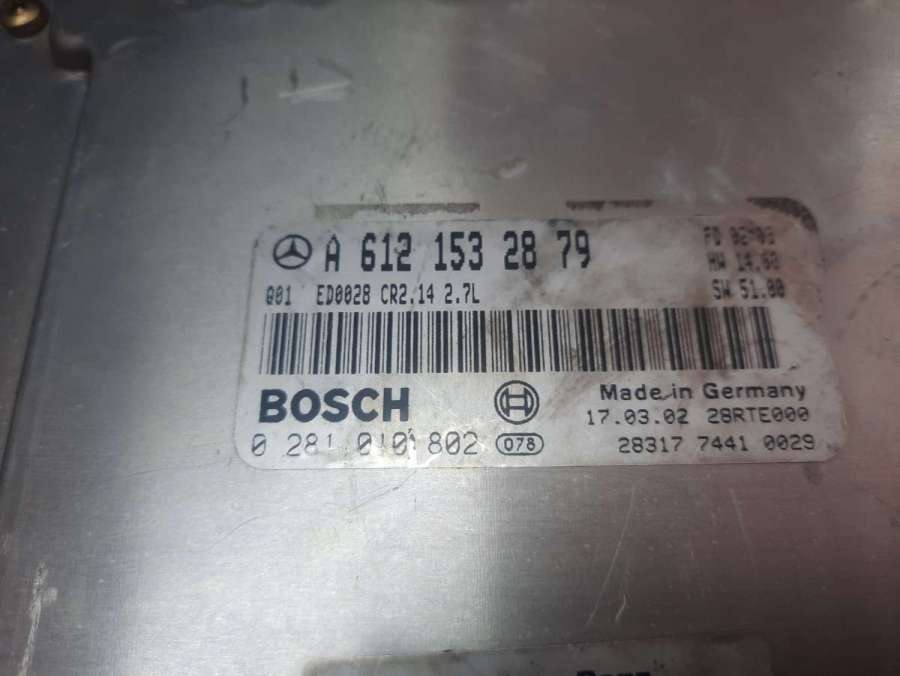 A 612 153 28 79
FD 02*03
HW 14.00
Q01 ED0028 CR2.14 2.7L
SW 51.00
BOSCH
Made in Germany
17.03.02 28RTE000
0 281 010 802 078
28317 7441 0029